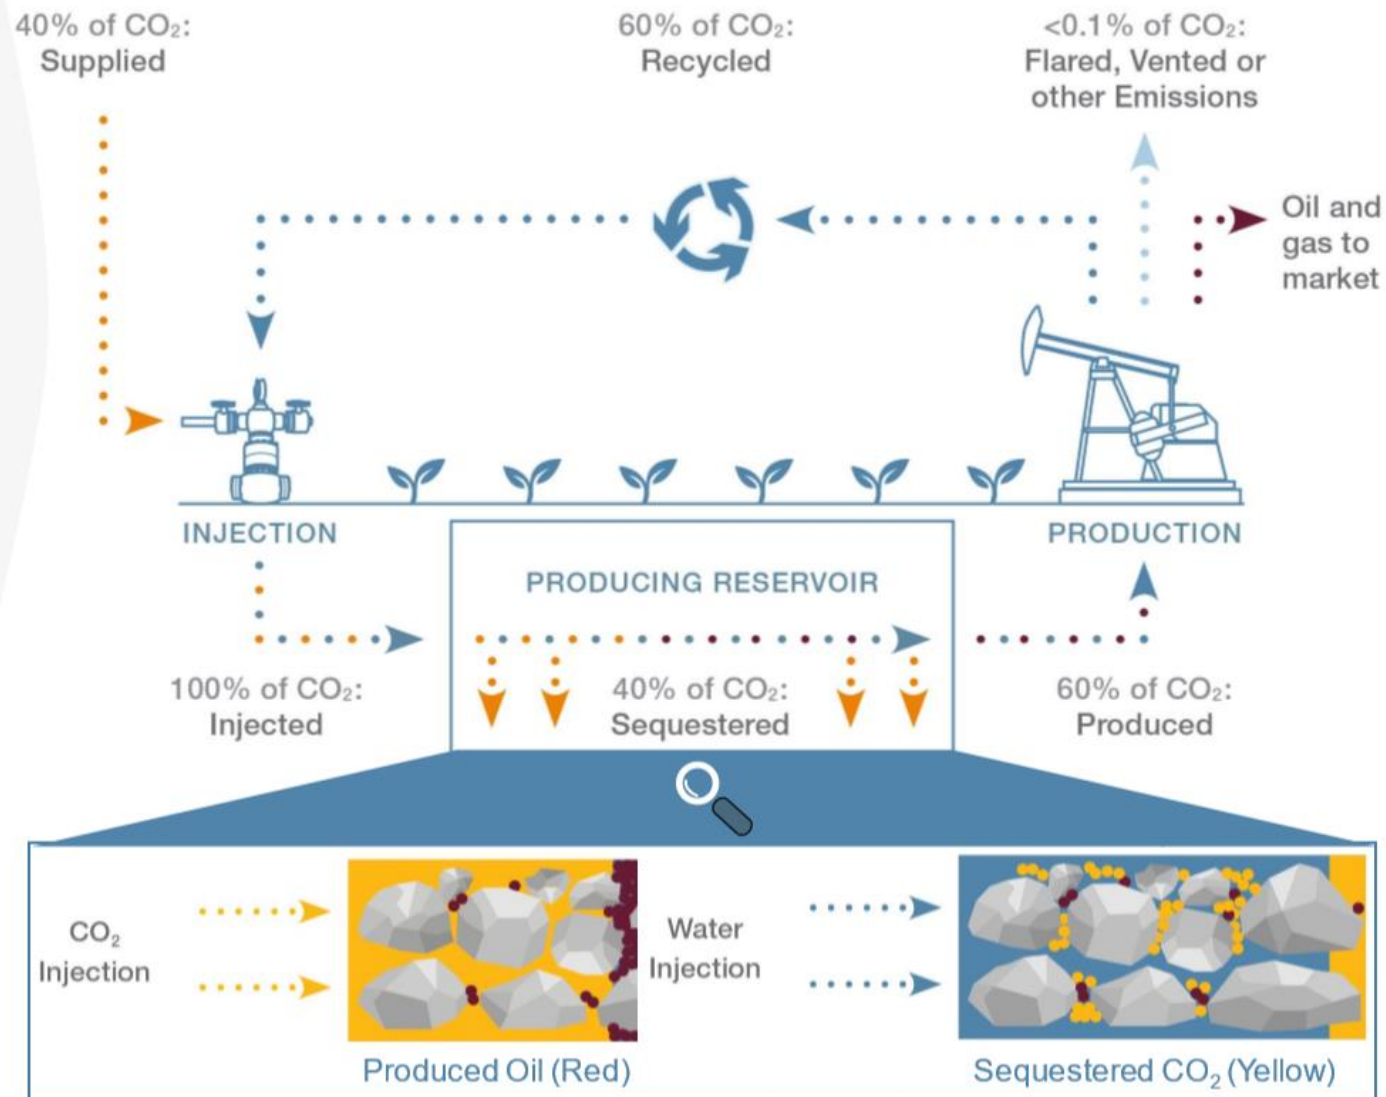 40% of CO₂:
Supplied
60% of CO₂:
Recycled
<0.1% of CO₂:
Flared, Vented or
other Emissions
Oil and
gas to
market
INJECTION
PRODUCTION
PRODUCING RESERVOIR
100% of CO₂:
Injected
40% of CO₂:
Sequestered
60% of CO₂:
Produced
CO₂
Injection
Water
Injection
Produced Oil (Red)
Sequestered CO₂ (Yellow)